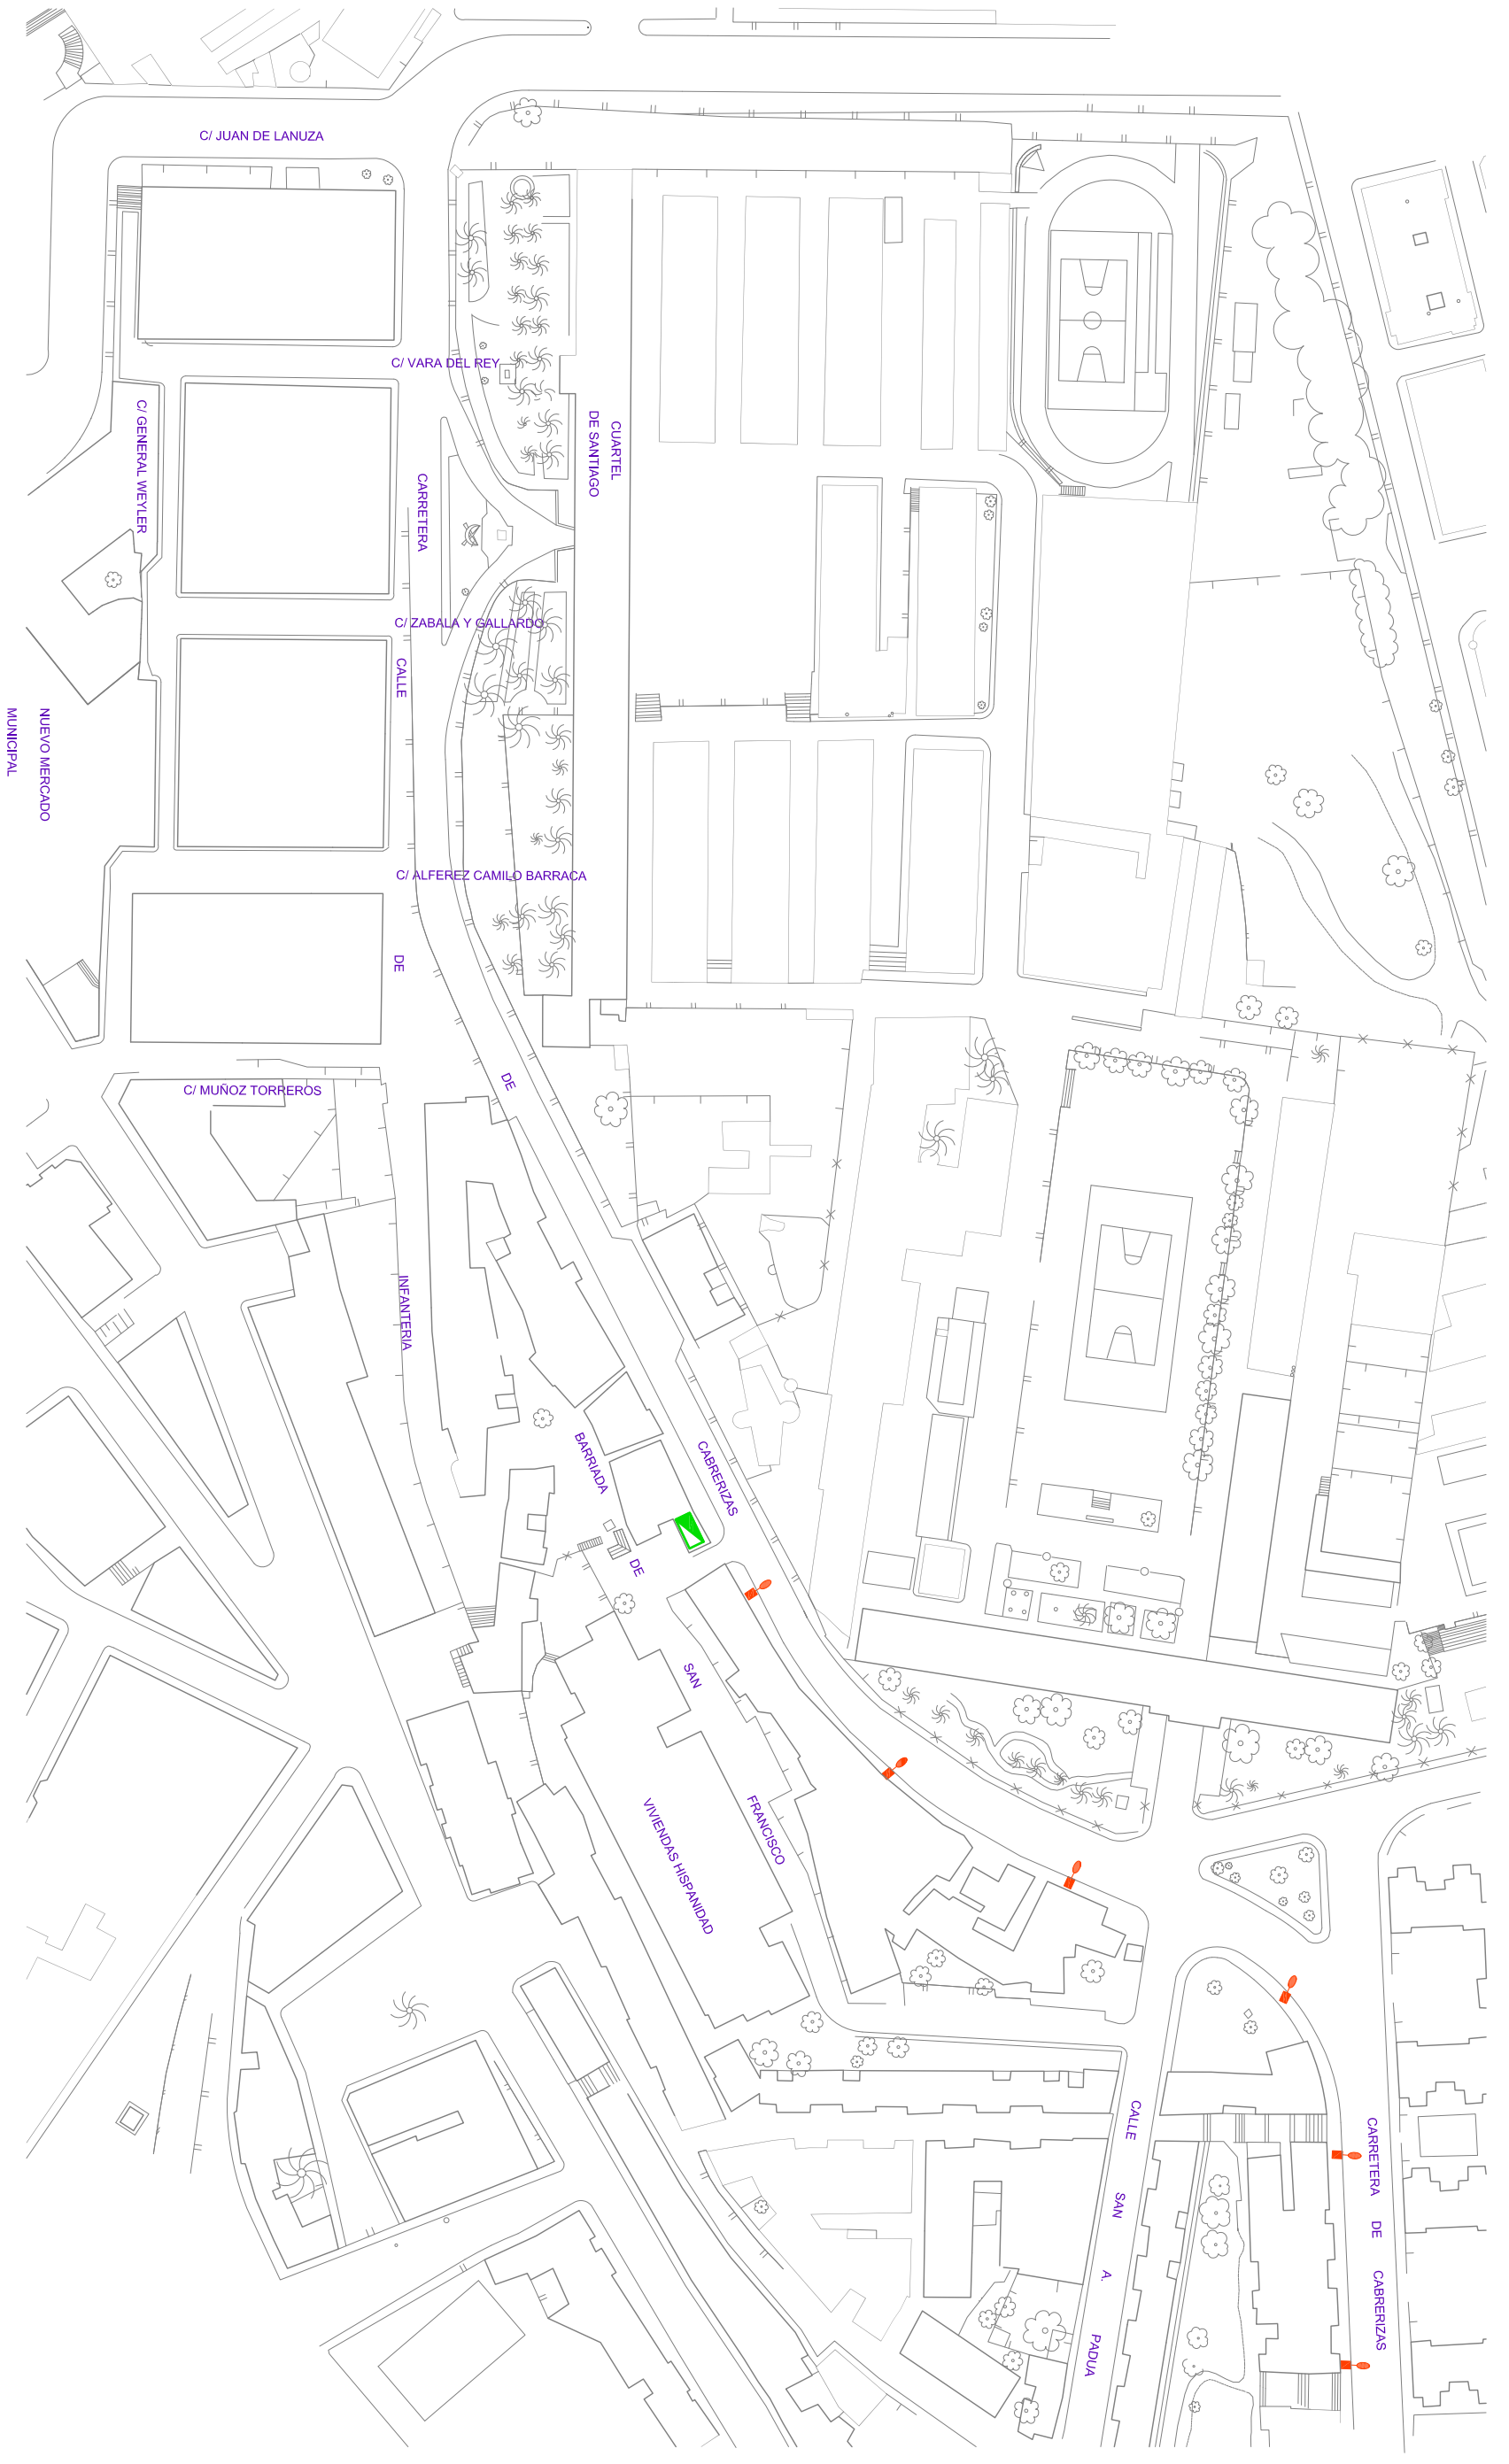 C/ JUAN DE LANUZA
C/ VARA DEL REY
C/ GENERAL WEYLER
CARRETERA
CUARTEL
DE SANTIAGO
C/ ZABALA Y GALLARDO
CALLE
NUEVO MERCADO
MUNICIPAL
C/ ALFEREZ CAMILO BARRACA
DE
DE
C/ MUÑOZ TORREROS
INFANTERIA
BARRIADA
CABRERIZAS
DE
SAN
FRANCISCO
VIVIENDAS HISPANIDAD
CALLE
SAN
A.
PADUA
CARRETERA
DE
CABRERIZAS